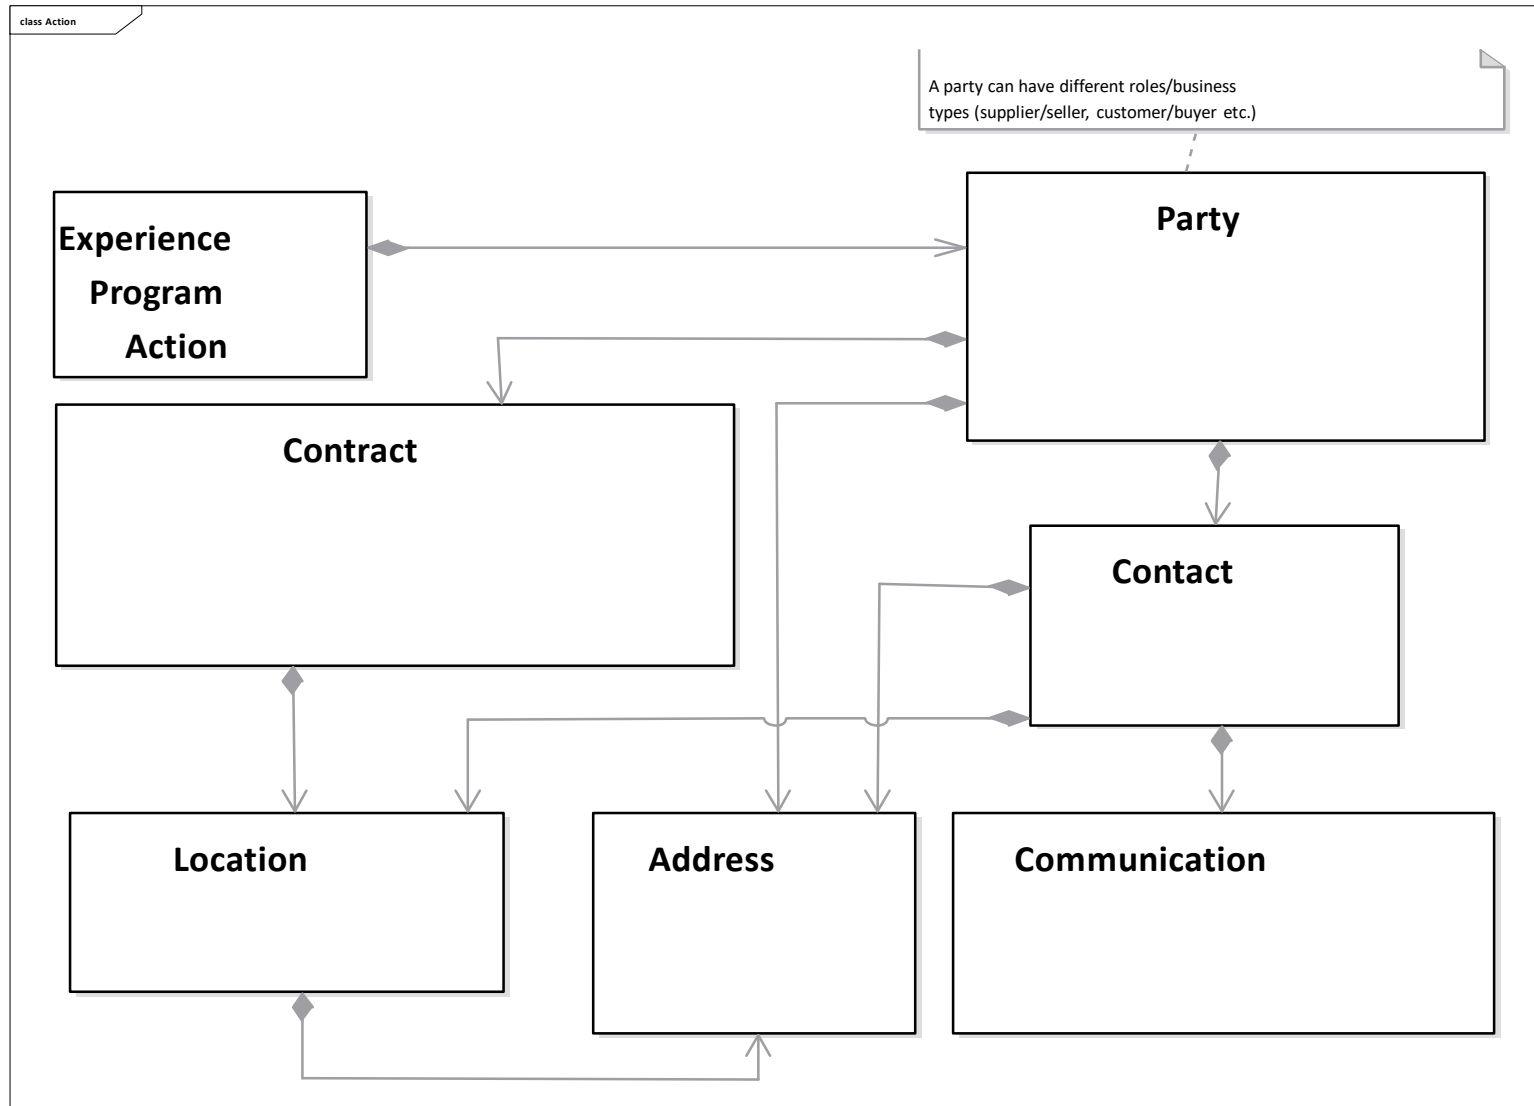 class Action
A party can have different roles/business
types (supplier/seller, customer/buyer etc.)
Party
Experience
Program
Action
Contract
Contact
Location
Address
Communication